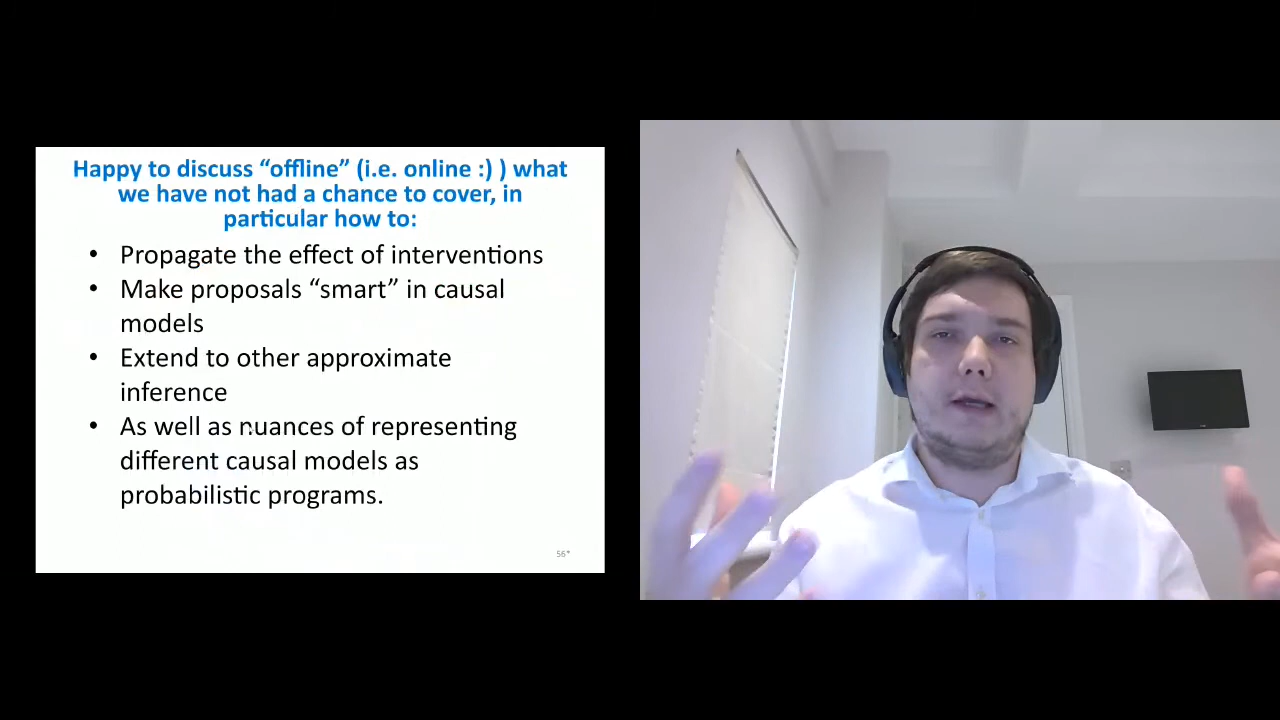 Happy to discuss “offline” (i.e. online :) ) what
we have not had a chance to cover, in
particular how to:
• Propagate the effect of interventions
• Make proposals “smart” in causal
models
• Extend to other approximate
inference
• As well as nuances of representing
different causal models as
probabilistic programs.
56*